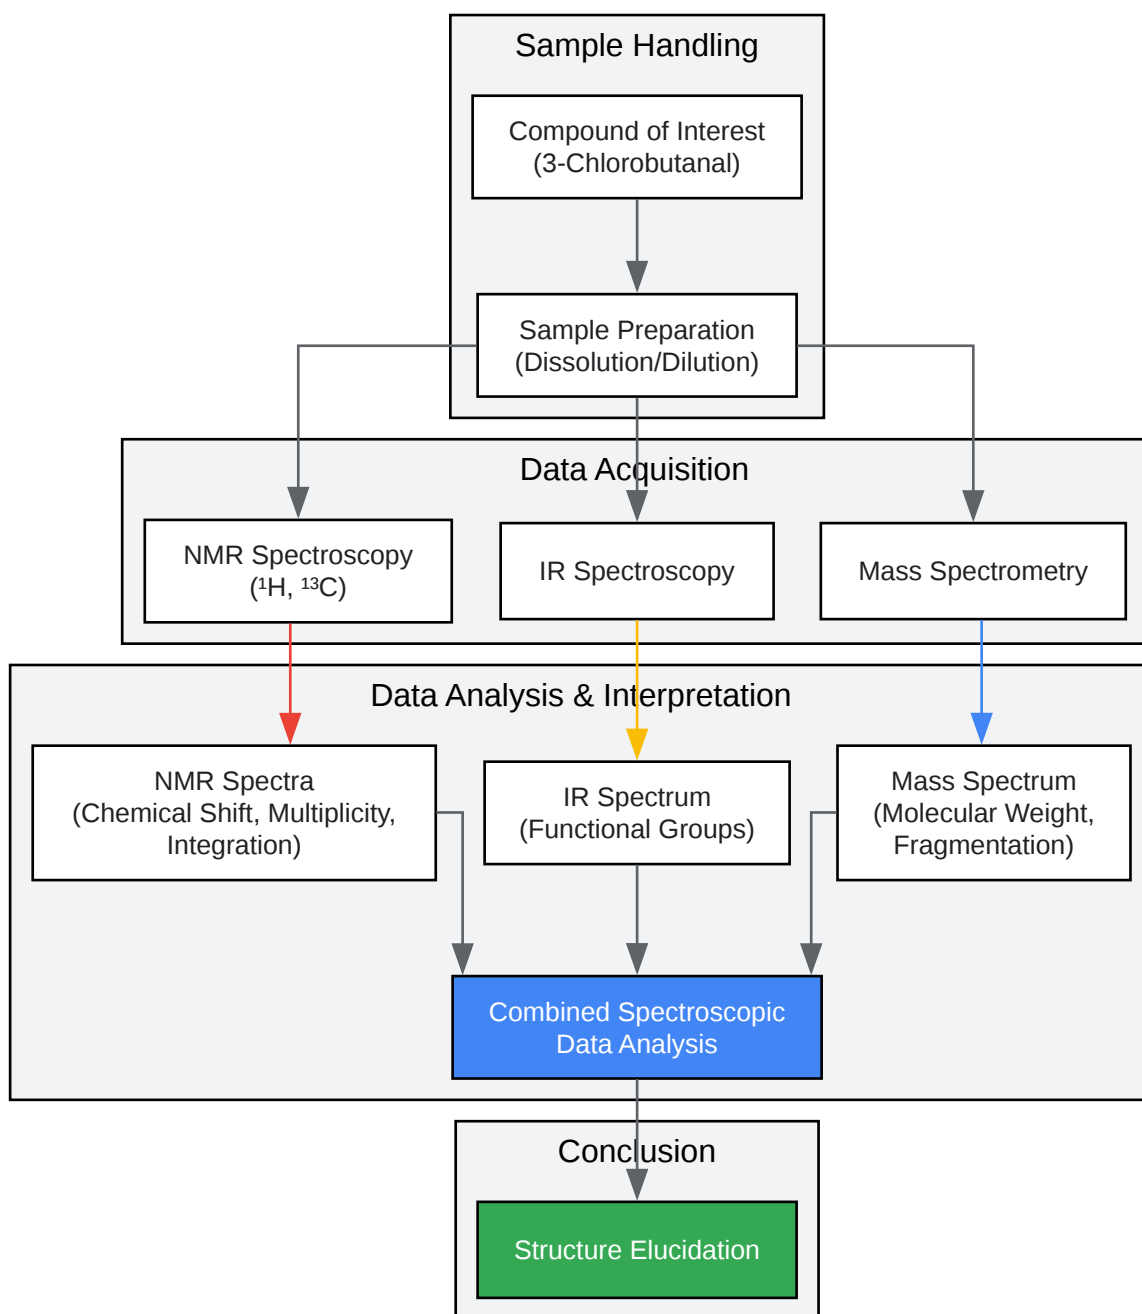 Sample Handling
Compound of Interest
(3-Chlorobutanal)
Sample Preparation
(Dissolution/Dilution)
Data Acquisition
NMR Spectroscopy
(¹H, ¹³C)
IR Spectroscopy
Mass Spectrometry
Data Analysis & Interpretation
NMR Spectra
(Chemical Shift, Multiplicity,
Integration)
IR Spectrum
(Functional Groups)
Mass Spectrum
(Molecular Weight,
Fragmentation)
Combined Spectroscopic
Data Analysis
Conclusion
Structure Elucidation